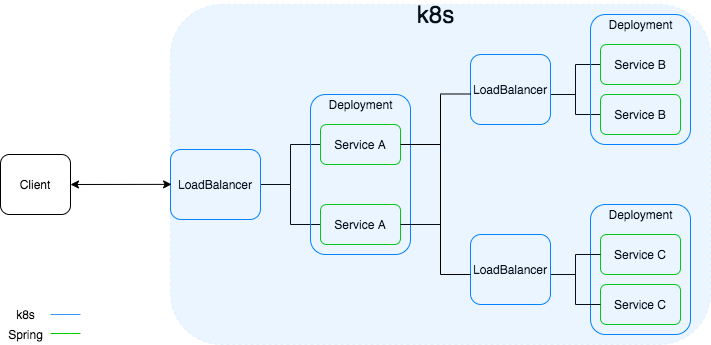 k8s
Client
LoadBalancer
Deployment
Service A
Service A
LoadBalancer
Deployment
Service B
Service B
LoadBalancer
Deployment
Service C
Service C
k8s
Spring